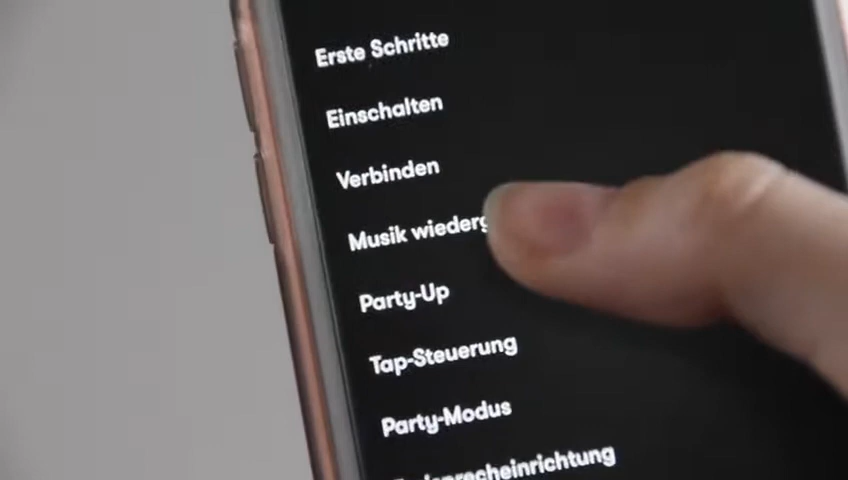 Erste Schritte
Einschalten
Verbinden
Musik
Party-Up
Tap-Steuerung
Party-Modus